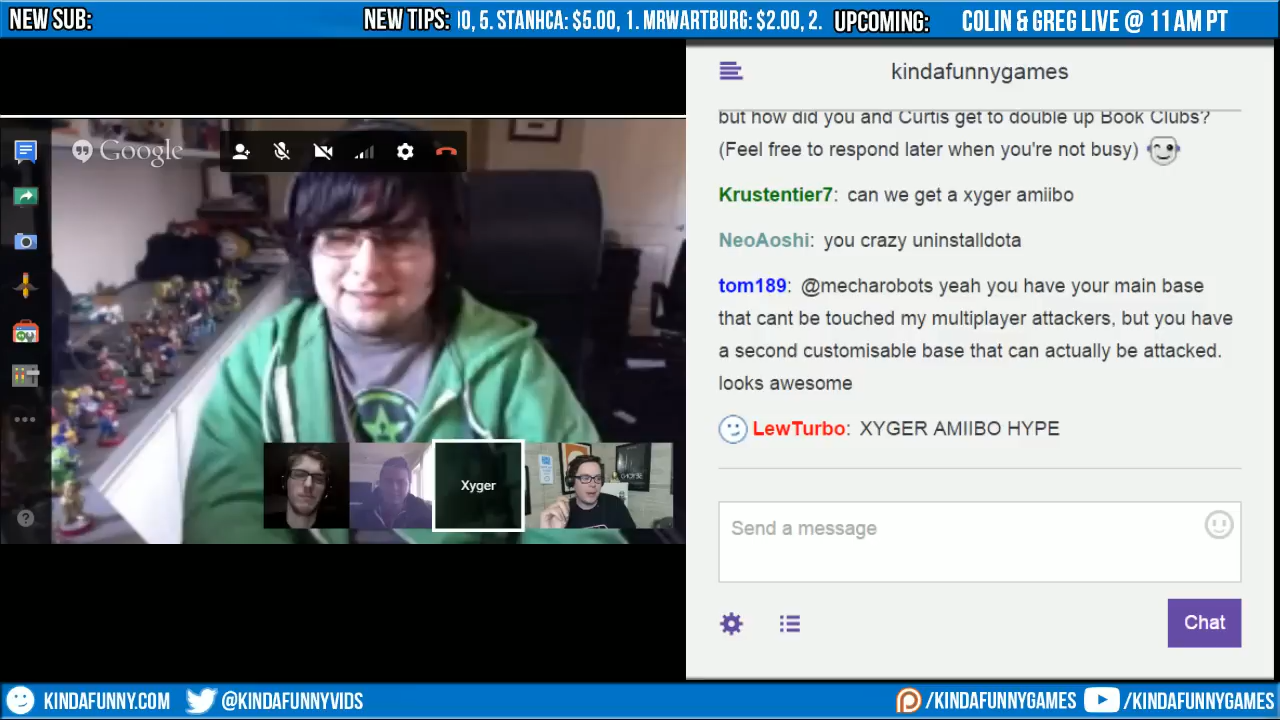 NEW SUB:
NEW TIPS: 0, 5. STANHCA: $5.00, 1. MRWARTBURG: $2.00, 2.
UPCOMING: COLIN & GREG LIVE @ 11 AM PT
Google
Xyger
kindafunnygames
but how did you and Curtis get to double up Book Clubs?
(Feel free to respond later when you're not busy)
Krustentier7: can we get a xyger amiibo
NeoAoshi: you crazy uninstalldota
tom189: @mecharobots yeah you have your main base
that cant be touched my multiplayer attackers, but you have
a second customisable base that can actually be attacked.
looks awesome
LewTurbo: XYGER AMIIBO HYPE
Send a message
Chat
KINDAFUNNY.COM
@KINDAFUNNYVIDS
/KINDAFUNNYGAMES
/KINDAFUNNYGAMES